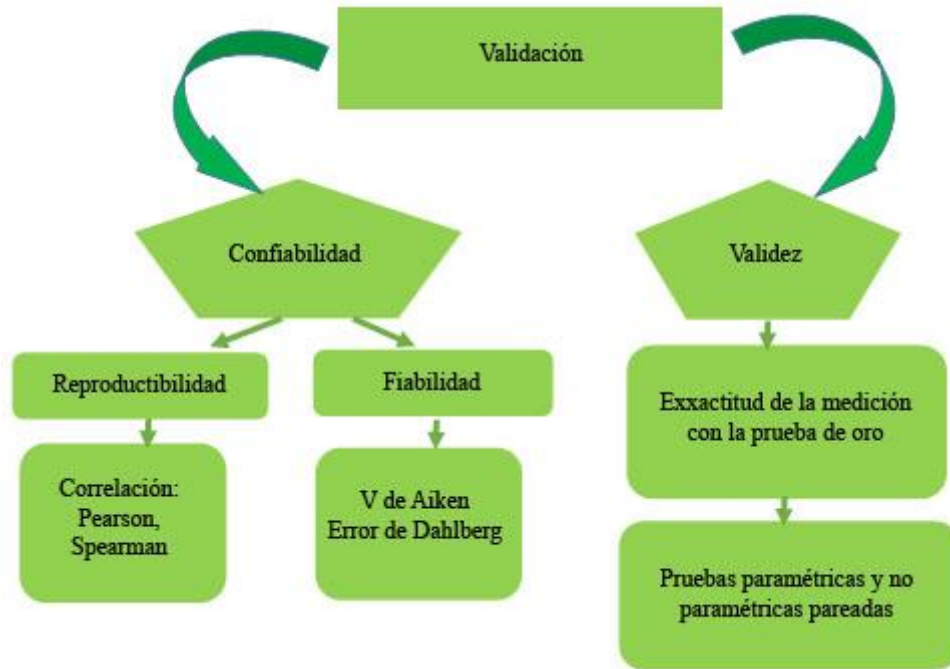 Validación
Confiabilidad
Validez
Reproductibilidad
Fiabilidad
Exxactitud de la medición
con la prueba de oro
Correlación:
Pearson,
Spearman
V de Aiken
Error de Dahlberg
Pruebas paramétricas y no
paramétricas pareadas